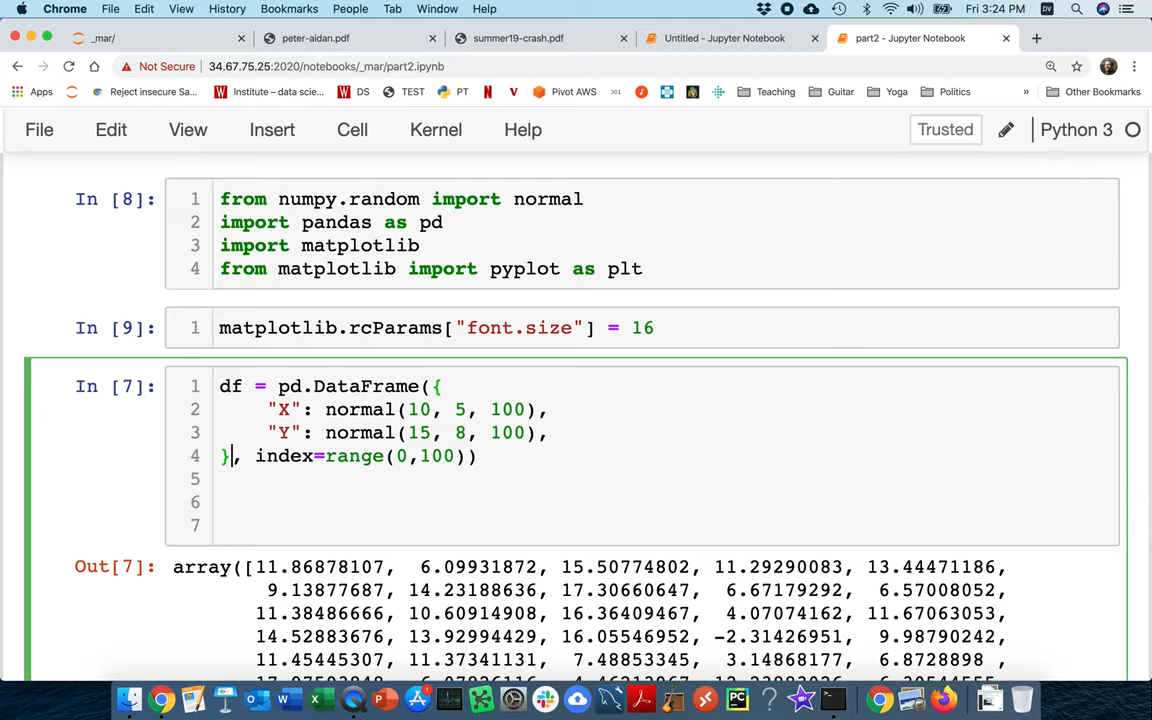 Chrome File Edit View History Bookmarks People Tab Window Help Fri 3:24 PM DV
_mar/ peter-aidan.pdf summer19-crash.pdf Untitled - Jupyter Notebook part2 - Jupyter Notebook
Not Secure 34.67.75.25:2020/notebooks/_mar/part2.ipynb
Apps Reject insecure Sa... Institute – data scie... DS TEST PT Pivot AWS Teaching Guitar Yoga Politics » Other Bookmarks
File Edit View Insert Cell Kernel Help Trusted Python 3
In [8]: 1 from numpy.random import normal
2 import pandas as pd
3 import matplotlib
4 from matplotlib import pyplot as plt
In [9]: 1 matplotlib.rcParams["font.size"] = 16
In [7]: 1 df = pd.DataFrame({
2 "X": normal(10, 5, 100),
3 "Y": normal(15, 8, 100),
4 }, index=range(0,100))
5
6
7
Out[7]: array([11.86878107, 6.09931872, 15.50774802, 11.29290083, 13.44471186,
9.13877687, 14.23188636, 17.30660647, 6.67179292, 6.57008052,
11.38486666, 10.60914908, 16.36409467, 4.07074162, 11.67063053,
14.52883676, 13.92994429, 16.05546952, -2.31426951, 9.98790242,
11.45445307, 11.37341131, 7.48853345, 3.14868177, 6.8728898 ,